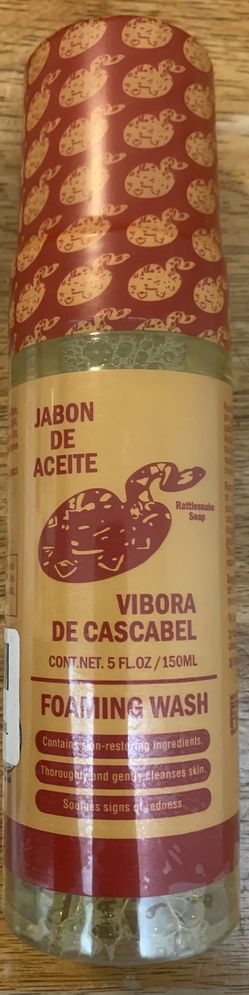 JABON
DE
ACEITE
Rattlesnake
Soap
VIBORA
DE CASCABEL
CONT.NET. 5 FL.OZ/150ML
FOAMING WASH
Contains skin-restoring ingredients.
Thoroughly and gently cleanses skin.
Soothes signs of redness.